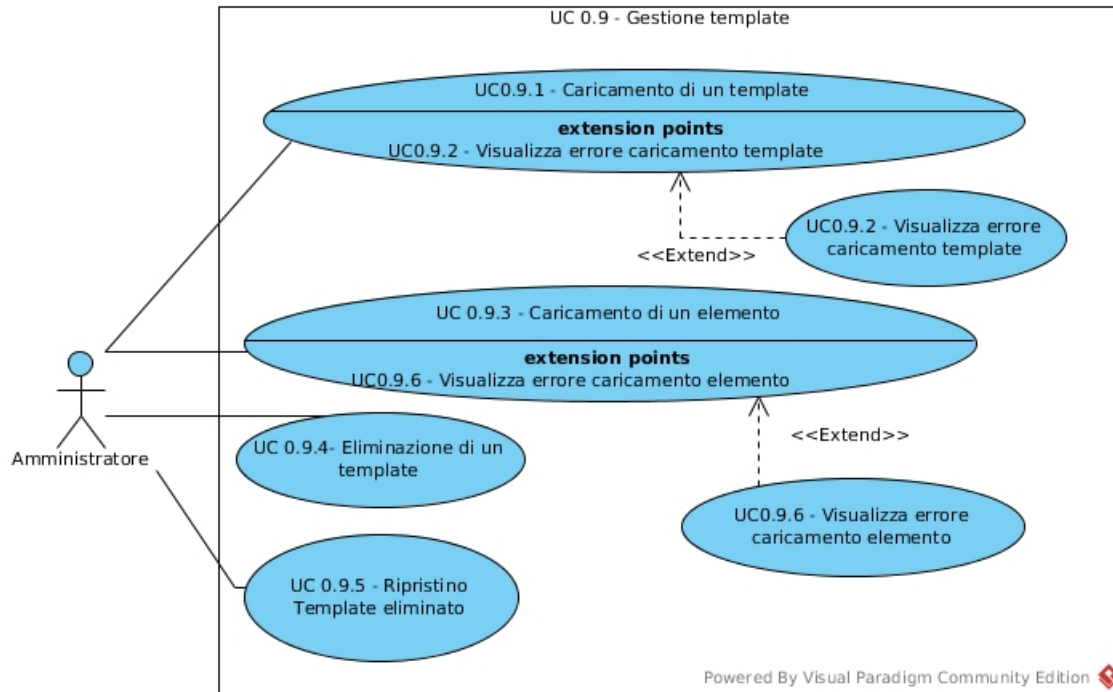 UC 0.9 - Gestione template
UC0.9.1 - Caricamento di un template
extension points
UC0.9.2 - Visualizza errore caricamento template
UC0.9.2 - Visualizza errore
caricamento template
<<Extend>>
UC 0.9.3 - Caricamento di un elemento
extension points
UC0.9.6 - Visualizza errore caricamento elemento
<<Extend>>
Amministratore
UC 0.9.4- Eliminazione di un
template
UC0.9.6 - Visualizza errore
caricamento elemento
UC 0.9.5 - Ripristino
Template eliminato
Powered By Visual Paradigm Community Edition